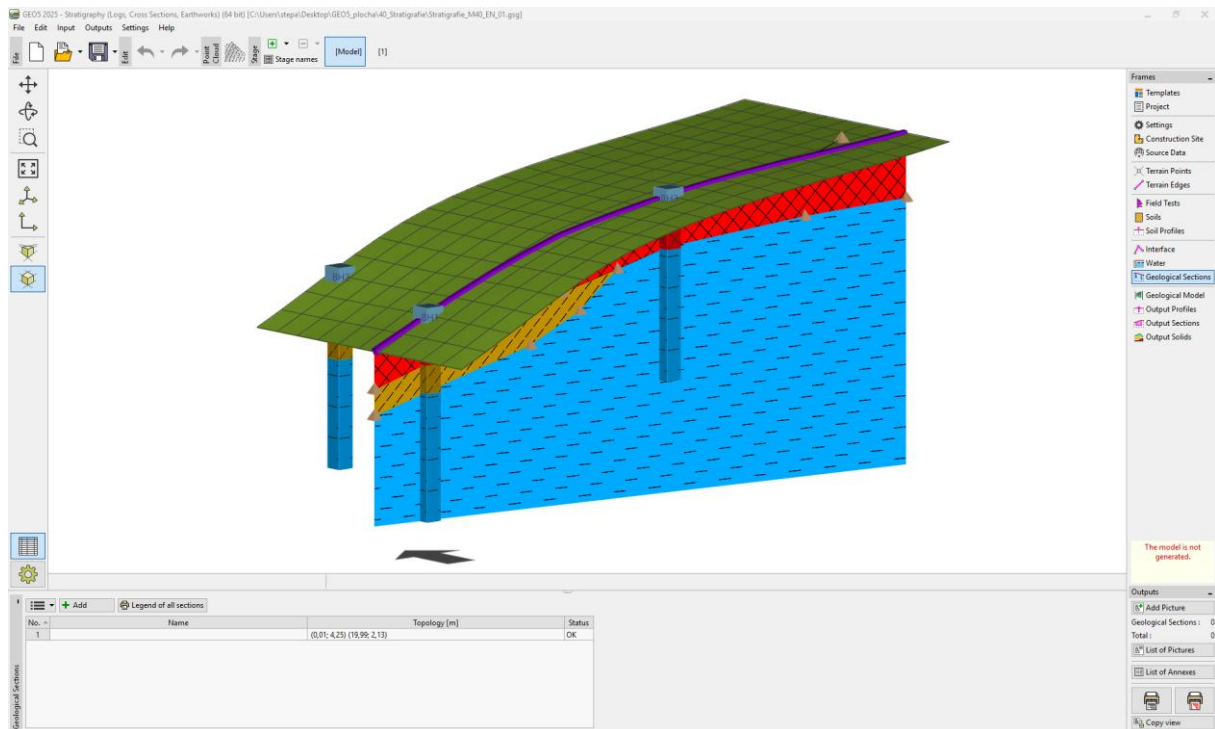 GEO5 2025 - Stratigraphy (Logs, Cross Sections, Earthworks) (64 bit) [C:\Users\stepa\Desktop\GEO5_plocha\40_Stratigrafie\Stratigrafie_M40_EN_01.gsg]
File Edit Input Outputs Settings Help
File
Edit
Point Cloud
Stage
Stage names
[Model]
[1]
Frames
Templates
Project
Settings
Construction Site
Source Data
Terrain Points
Terrain Edges
Field Tests
Soils
Soil Profiles
Interface
Water
Geological Sections
Geological Model
Output Profiles
Output Sections
Output Solids
BH1
The model is not
generated.
Outputs
Add Picture
Geological Sections : 0
Total : 0
List of Pictures
List of Annexes
Copy view
Geological Sections
Add
Legend of all sections
No. Name Topology [m] Status
1 (0,01; 4,25) (19,99; 2,13) OK